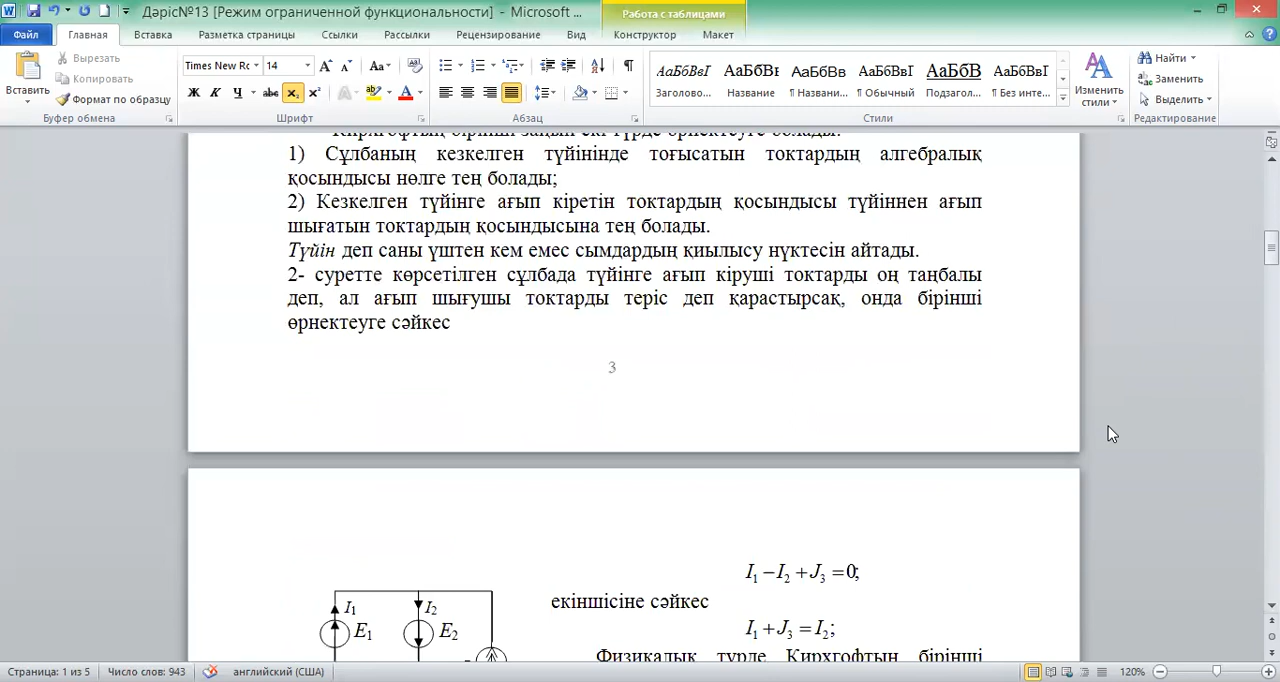 Дәріс№13 [Режим ограниченной функциональности] - Microsoft ...
Работа с таблицами
Файл Главная Вставка Разметка страницы Ссылки Рассылки Рецензирование Вид Конструктор Макет
Вставить
Вырезать
Копировать
Формат по образцу
Буфер обмена
Times New Rc 14
Ж К Ч abc x₂ x²
Шрифт
Абзац
АаБбВвІ АаБбВı АаБбВв АаБбВвІ АаБбВ АаБбВвІ
Заголово... Название ¶ Названи... ¶ Обычный Подзагол... ¶ Без инте...
Стили
Изменить стили
Найти
Заменить
Выделить
Редактирование
Кирхгофтың бірінші заңын екі түрде өрнектеуге болады:
1) Сұлбаның кезкелген түйінінде тоғысатын токтардың алгебралық
қосындысы нөлге тең болады;
2) Кезкелген түйінге ағып кіретін токтардың қосындысы түйіннен ағып
шығатын токтардың қосындысына тең болады.
Түйін деп саны үштен кем емес сымдардың қиылысу нүктесін айтады.
2- суретте көрсетілген сұлбада түйінге ағып кіруші токтарды оң таңбалы
деп, ал ағып шығушы токтарды теріс деп қарастырсақ, онда бірінші
өрнектеуге сәйкес
3
I₁ − I₂ + J₃ = 0;
екіншісіне сәйкес
I₁ + J₃ = I₂;
Физикалық түрде Кирхгофтың бірінші
I₁ I₂
E₁ E₂
Страница: 1 из 5 Число слов: 943 английский (США) 120%